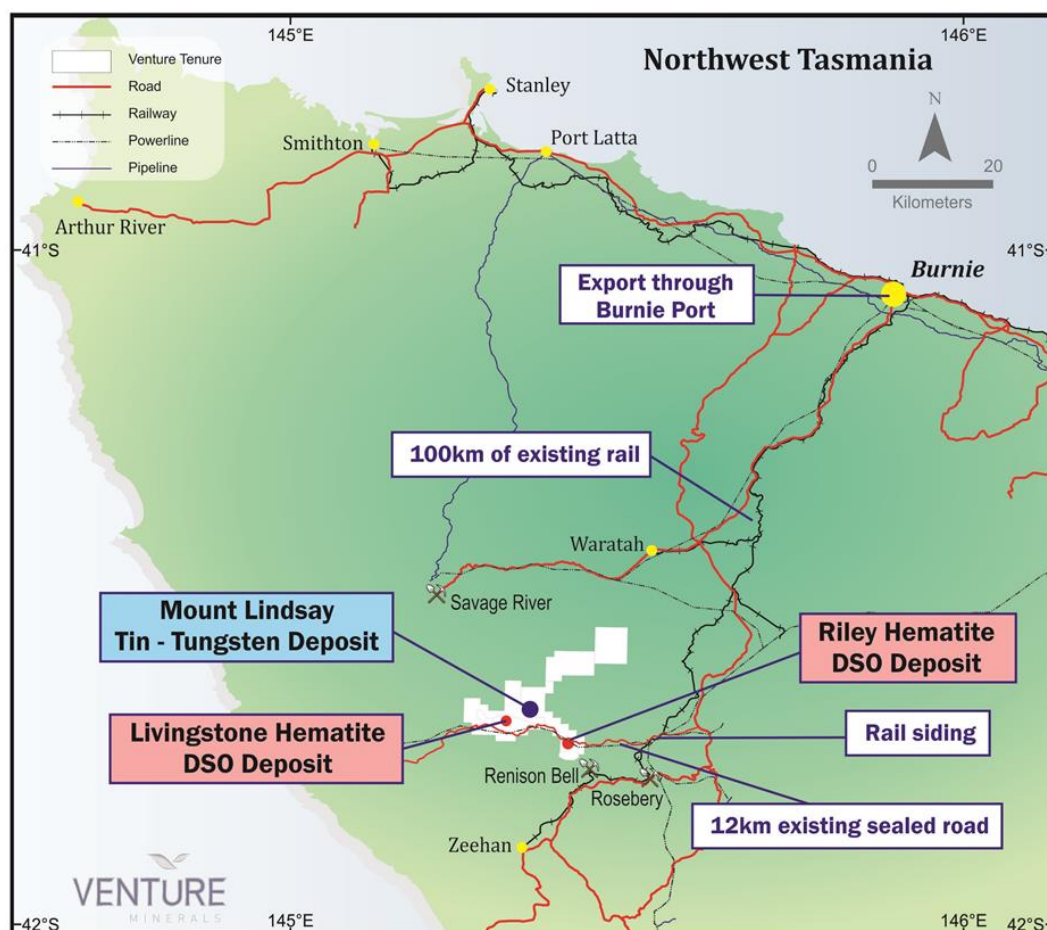 145°E
146°E
Northwest Tasmania
Venture Tenure
Road
Railway
Powerline
Pipeline
N
0 20
Kilometers
Stanley
Smithton
Port Latta
Arthur River
41°S
41°S
Burnie
Export through
Burnie Port
100km of existing rail
Waratah
Savage River
Mount Lindsay
Tin - Tungsten Deposit
Riley Hematite
DSO Deposit
Livingstone Hematite
DSO Deposit
Rail siding
Renison Bell
Rosebery
12km existing sealed road
Zeehan
VENTURE
MINERALS
42°S
145°E
146°E
42°S